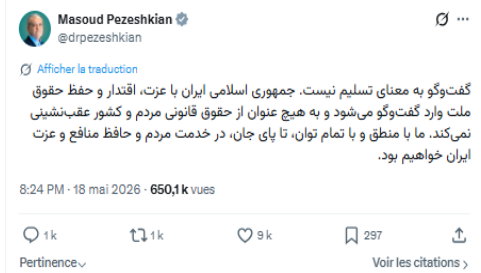 Masoud Pezeshkian
@drpezeshkian
Afficher la traduction
گفت‌وگو به معنای تسلیم نیست. جمهوری اسلامی ایران با عزت، اقتدار و حفظ حقوق
ملت وارد گفت‌وگو می‌شود و به هیچ عنوان از حقوق قانونی مردم و کشور عقب‌نشینی
نمی‌کند. ما با منطق و با تمام توان، تا پای جان، در خدمت مردم و حافظ منافع و عزت
ایران خواهیم بود.
8:24 PM · 18 mai 2026 · 650,1 k vues
1 k 1 k 9 k 297
Pertinence Voir les citations